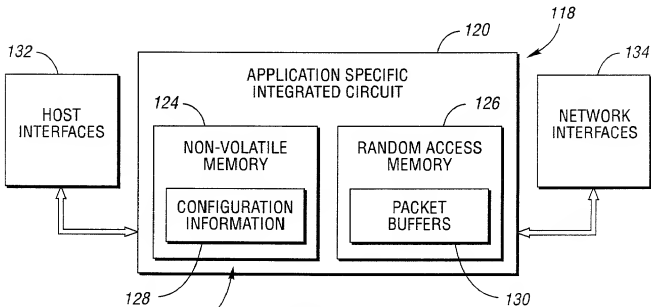 118
120
132
134
APPLICATION SPECIFIC
INTEGRATED CIRCUIT
HOST
INTERFACES
124
126
NETWORK
INTERFACES
NON-VOLATILE
MEMORY
RANDOM ACCESS
MEMORY
CONFIGURATION
INFORMATION
PACKET
BUFFERS
128
130